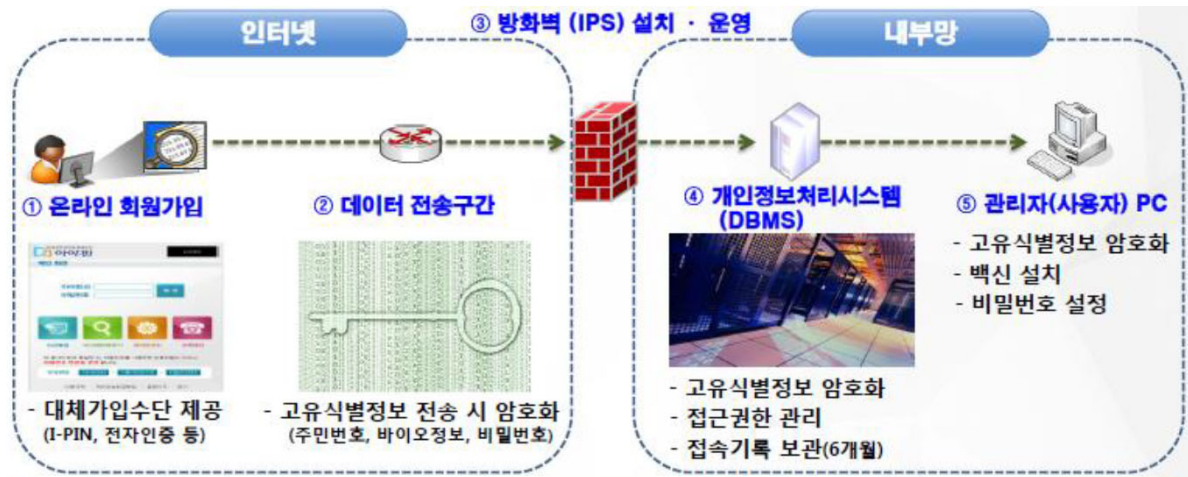 인터넷
③ 방화벽 (IPS) 설치 · 운영
내부망
① 온라인 회원가입
② 데이터 전송구간
④ 개인정보처리시스템
(DBMS)
⑤ 관리자(사용자) PC
- 고유식별정보 암호화
- 백신 설치
- 비밀번호 설정
- 대체가입수단 제공
(I-PIN, 전자인증 등)
- 고유식별정보 전송 시 암호화
(주민번호, 바이오정보, 비밀번호)
- 고유식별정보 암호화
- 접근권한 관리
- 접속기록 보관(6개월)